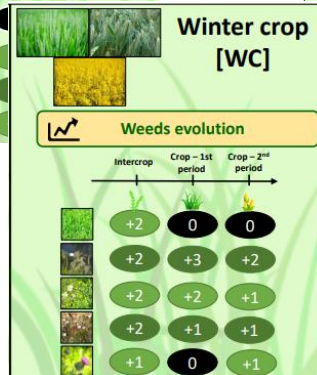 Winter crop
[WC]
Weeds evolution
Intercrop Crop – 1st period Crop – 2nd period
+2 0 0
+2 +3 +2
+2 +2 +1
+2 +1 +1
+1 0 +1